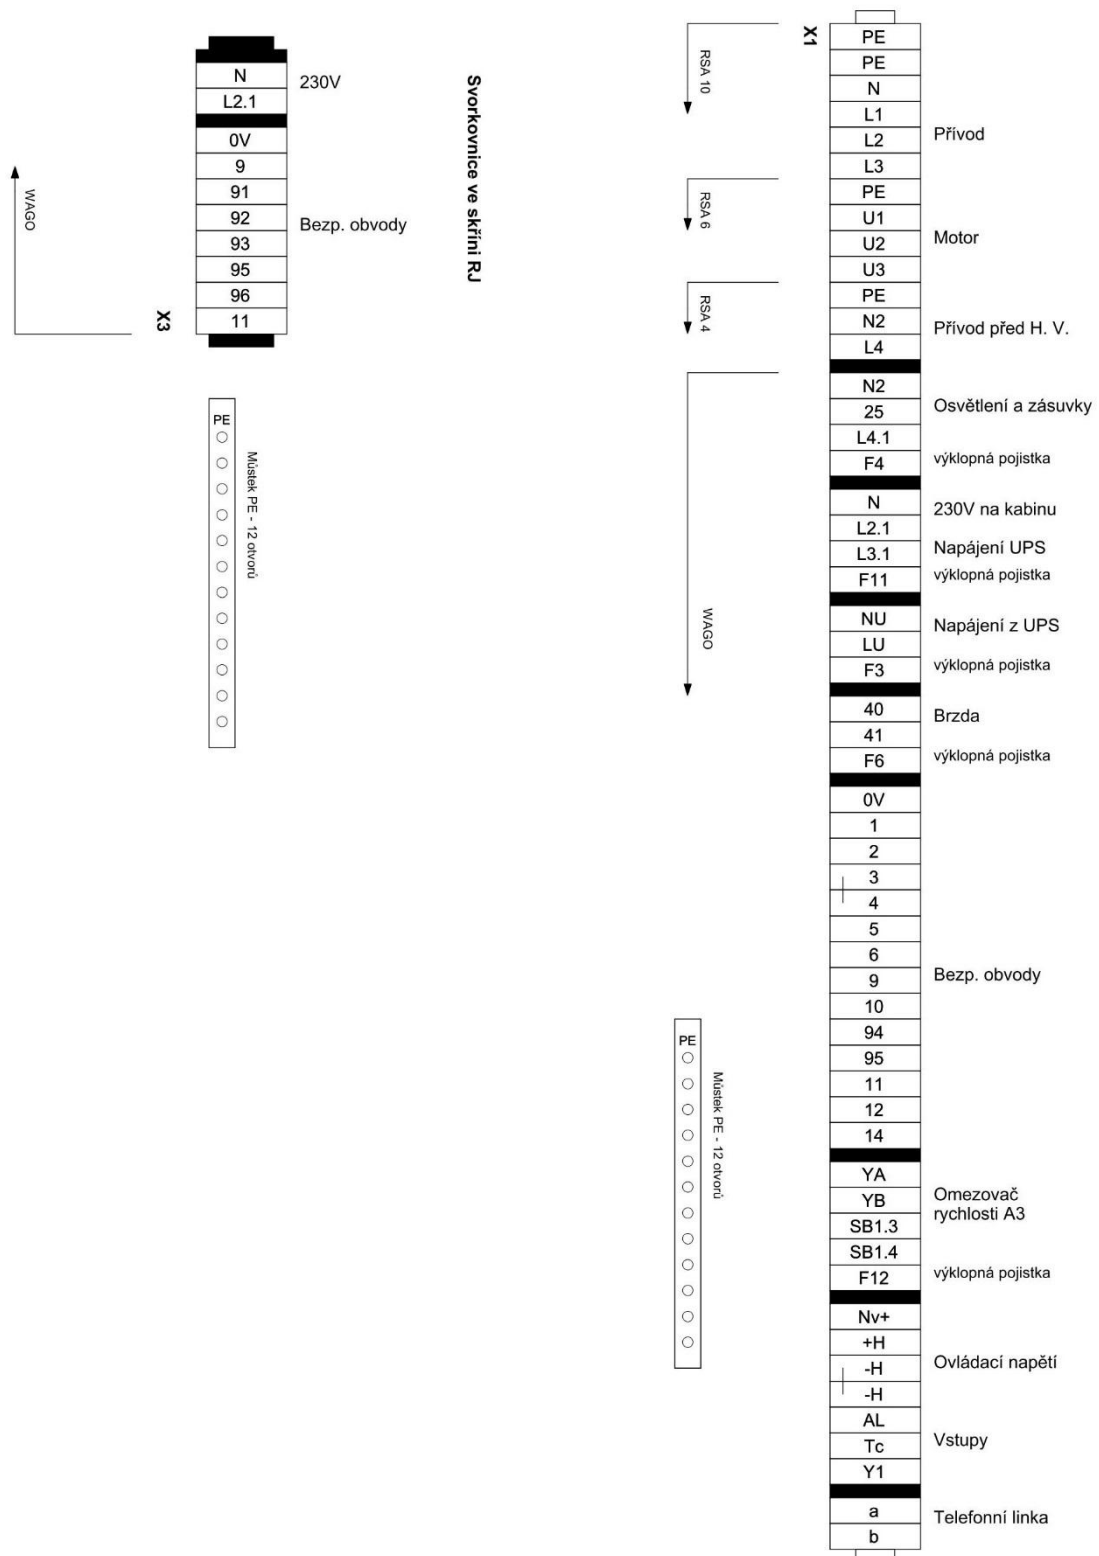 Svorkovnice ve skříni RJ
N
L2.1
230V
0V
9
91
92
93
95
96
11
Bezp. obvody
X3
WAGO
PE
Můstek PE - 12 otvorů
X1
RSA 10
RSA 6
RSA 4
WAGO
PE
PE
N
L1
L2
L3
Přívod
PE
U1
U2
U3
Motor
PE
N2
L4
Přívod před H. V.
N2
25
Osvětlení a zásuvky
L4.1
F4
výklopná pojistka
N
L2.1
230V na kabinu
L3.1
Napájení UPS
F11
výklopná pojistka
NU
LU
Napájení z UPS
F3
výklopná pojistka
40
41
Brzda
F6
výklopná pojistka
0V
1
2
3
4
5
6
9
10
94
95
11
12
14
Bezp. obvody
YA
YB
SB1.3
SB1.4
Omezovač
rychlosti A3
F12
výklopná pojistka
Nv+
+H
-H
-H
Ovládací napětí
AL
Tc
Y1
Vstupy
a
b
Telefonní linka
PE
Můstek PE - 12 otvorů